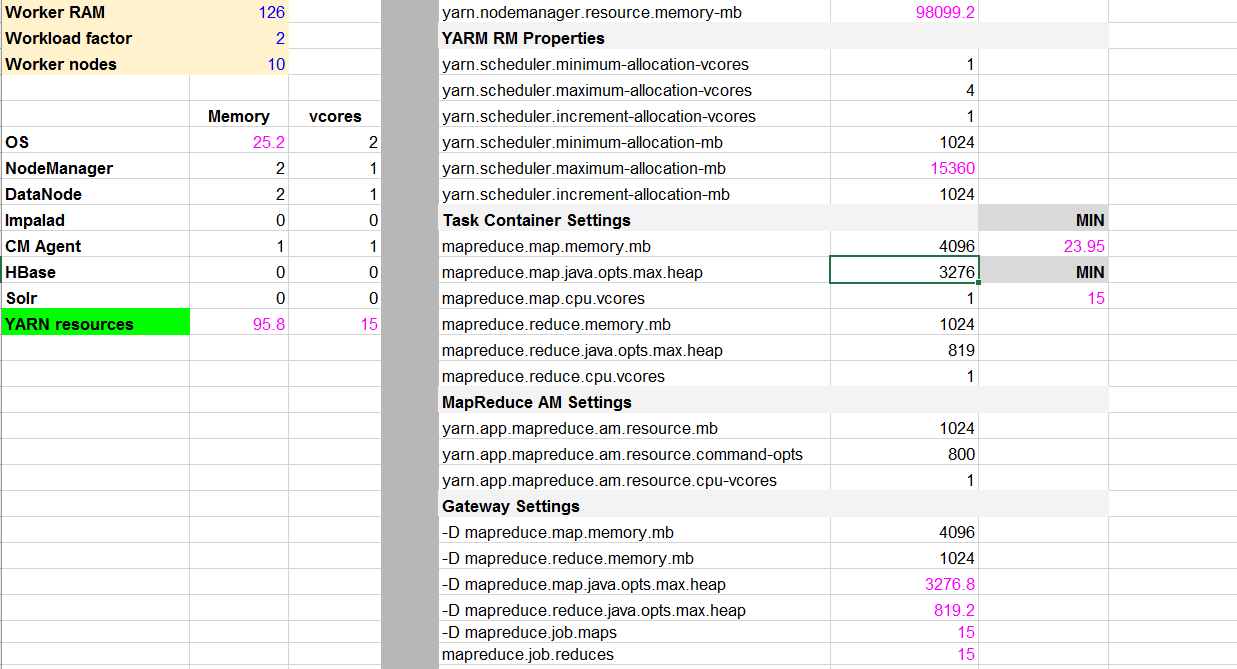 Worker RAM 126
Workload factor 2
Worker nodes 10
Memory vcores
OS 25.2 2
NodeManager 2 1
DataNode 2 1
Impalad 0 0
CM Agent 1 1
HBase 0 0
Solr 0 0
YARN resources 95.8 15
yarn.nodemanager.resource.memory-mb 98099.2
YARM RM Properties
yarn.scheduler.minimum-allocation-vcores 1
yarn.scheduler.maximum-allocation-vcores 4
yarn.scheduler.increment-allocation-vcores 1
yarn.scheduler.minimum-allocation-mb 1024
yarn.scheduler.maximum-allocation-mb 15360
yarn.scheduler.increment-allocation-mb 1024
Task Container Settings MIN
mapreduce.map.memory.mb 4096 23.95
mapreduce.map.java.opts.max.heap 3276 MIN
mapreduce.map.cpu.vcores 1 15
mapreduce.reduce.memory.mb 1024
mapreduce.reduce.java.opts.max.heap 819
mapreduce.reduce.cpu.vcores 1
MapReduce AM Settings
yarn.app.mapreduce.am.resource.mb 1024
yarn.app.mapreduce.am.resource.command-opts 800
yarn.app.mapreduce.am.resource.cpu-vcores 1
Gateway Settings
-D mapreduce.map.memory.mb 4096
-D mapreduce.reduce.memory.mb 1024
-D mapreduce.map.java.opts.max.heap 3276.8
-D mapreduce.reduce.java.opts.max.heap 819.2
-D mapreduce.job.maps 15
mapreduce.job.reduces 15